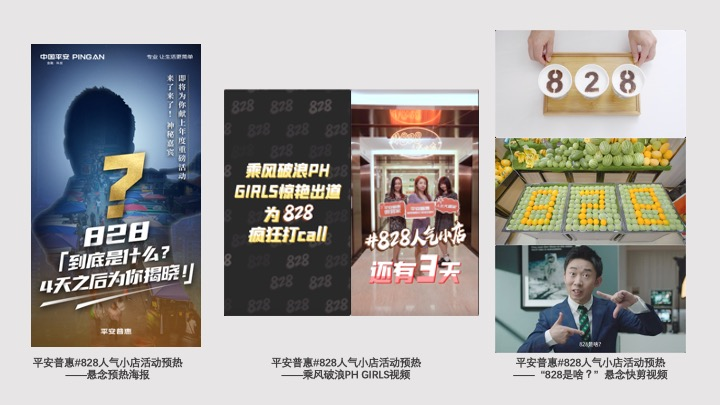 中国平安 PINGAN
专业 让生活更简单
神秘嘉宾
来了来了！
即将为你献上年度重磅活动
?
828
「到底是什么?
4天之后为你揭晓!」
平安普惠
平安普惠#828人气小店活动预热
——悬念预热海报
乘风破浪PH
GIRLS惊艳出道
为 828
疯狂打call
#828人气小店
还有3天
平安普惠#828人气小店活动预热
——乘风破浪PH GIRLS视频
828
828
828是啥?
平安普惠#828人气小店活动预热
—— “828是啥？” 悬念快剪视频